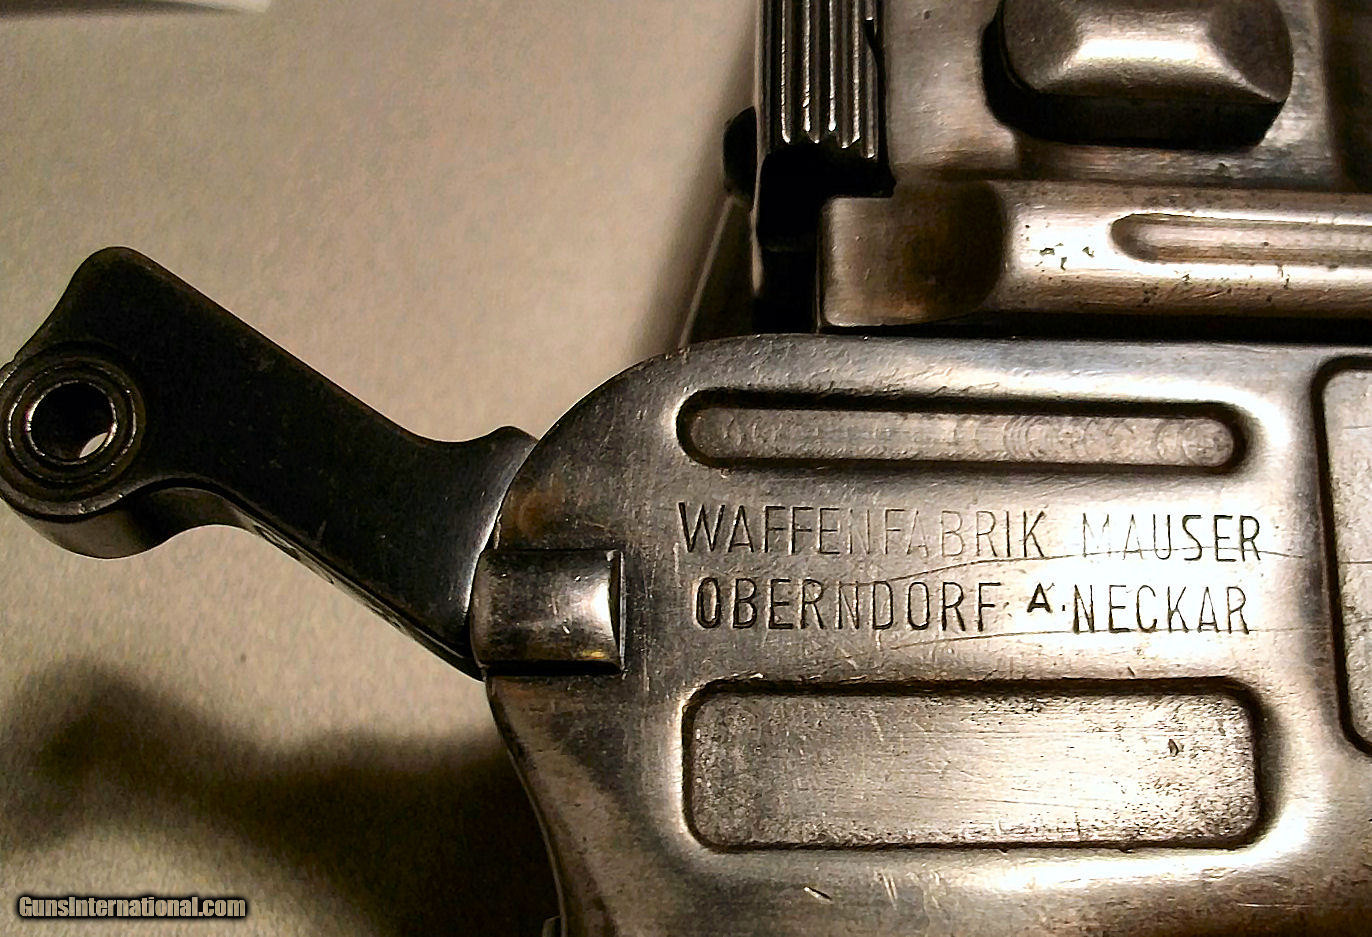 WAFFENFABRIK MAUSER
OBERNDORF A·NECKAR
GunsInternational.com